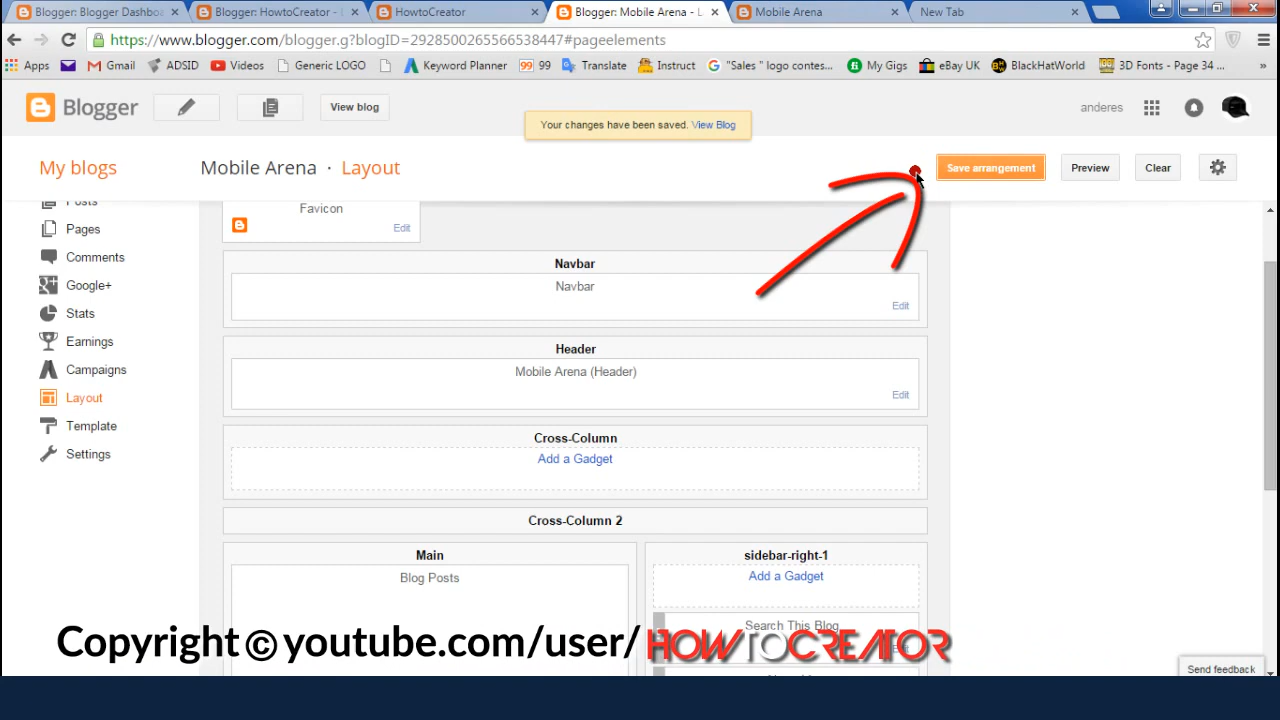 Blogger: Blogger Dashboa
Blogger: HowtoCreator - L
HowtoCreator
Blogger: Mobile Arena - L
Mobile Arena
New Tab
https://www.blogger.com/blogger.g?blogID=2928500265566538447#pageelements
Apps Gmail ADSID Videos Generic LOGO Keyword Planner 99 99 Translate Instruct "Sales " logo contes... My Gigs eBay UK BlackHatWorld 3D Fonts - Page 34 ... »
Blogger View blog anderes
Your changes have been saved. View Blog
My blogs Mobile Arena · Layout Save arrangement Preview Clear
Posts
Pages
Comments
Google+
Stats
Earnings
Campaigns
Layout
Template
Settings
Favicon
Edit
Navbar
Navbar
Edit
Header
Mobile Arena (Header)
Edit
Cross-Column
Add a Gadget
Cross-Column 2
Main
Blog Posts
sidebar-right-1
Add a Gadget
Search This Blog
Copyright © youtube.com/user/HOWTOCREATOR
Send feedback